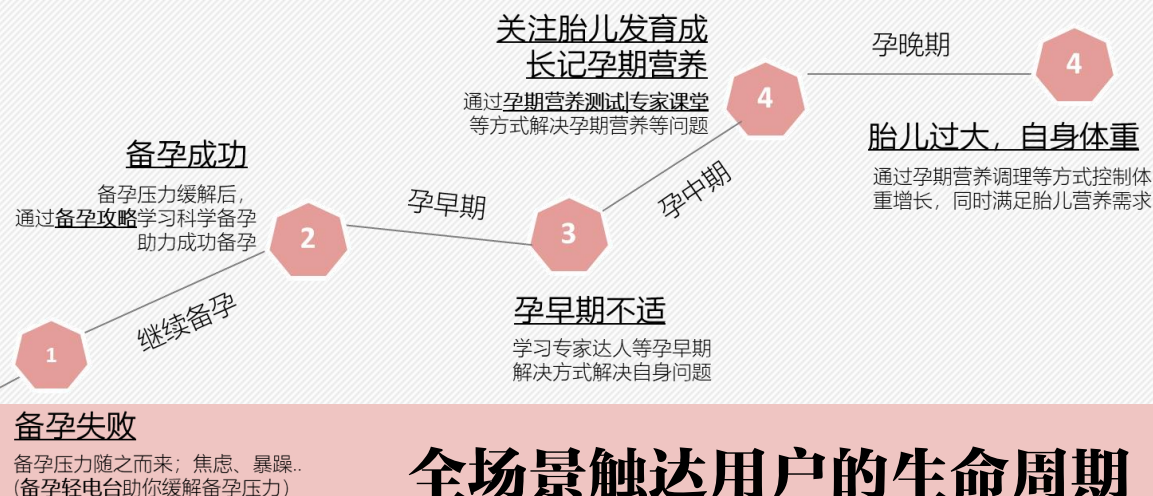 关注胎儿发育成
长记孕期营养
通过孕期营养测试|专家课堂
等方式解决孕期营养等问题
4
孕晚期
4
胎儿过大，自身体重
通过孕期营养调理等方式控制体
重增长，同时满足胎儿营养需求
备孕成功
备孕压力缓解后，
通过备孕攻略学习科学备孕
助力成功备孕
2
孕早期
3
孕中期
孕早期不适
学习专家达人等孕早期
解决方式解决自身问题
继续备孕
1
备孕失败
备孕压力随之而来；焦虑、暴躁..
(备孕轻电台助你缓解备孕压力)
全场景触达用户的生命周期